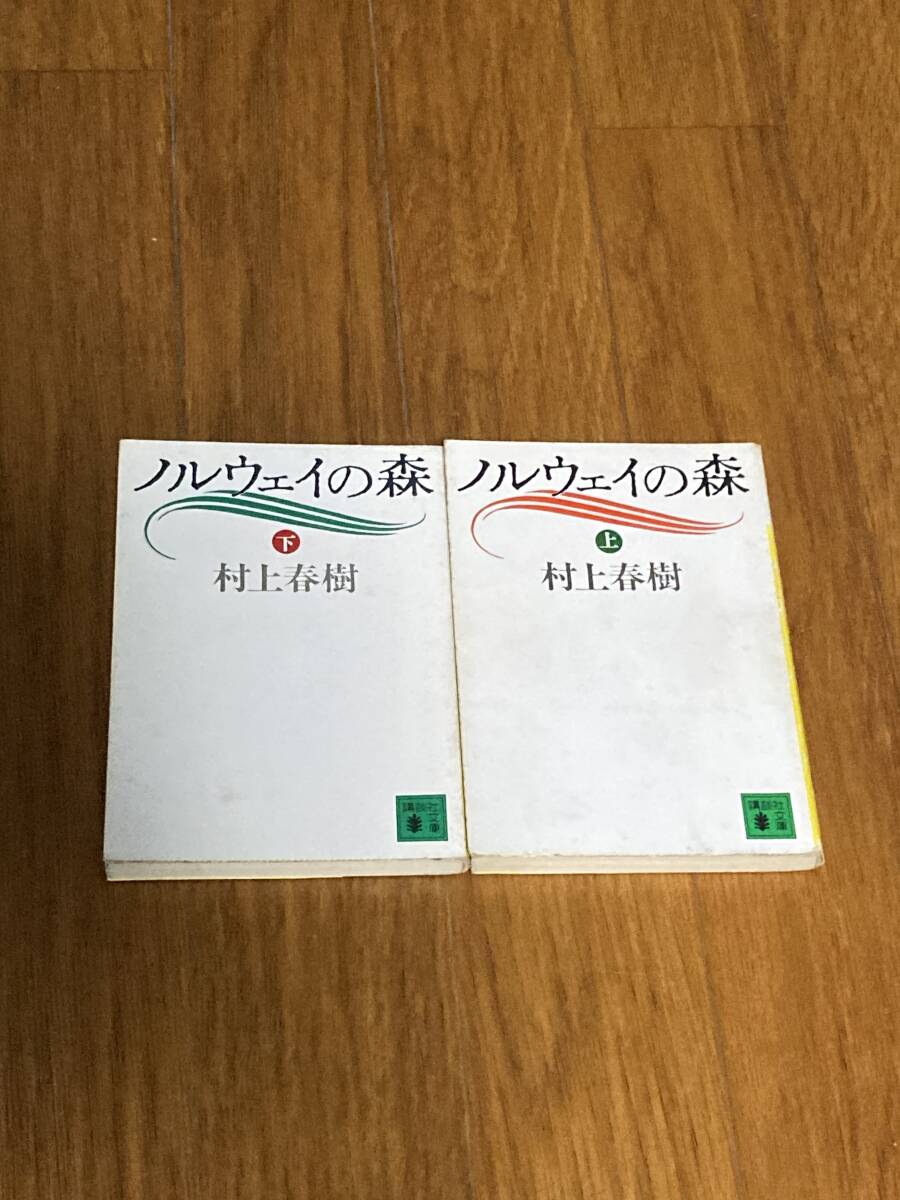 ノルウェイの森
下
村上春樹
講談社
文庫
ノルウェイの森
上
村上春樹
講談社
文庫